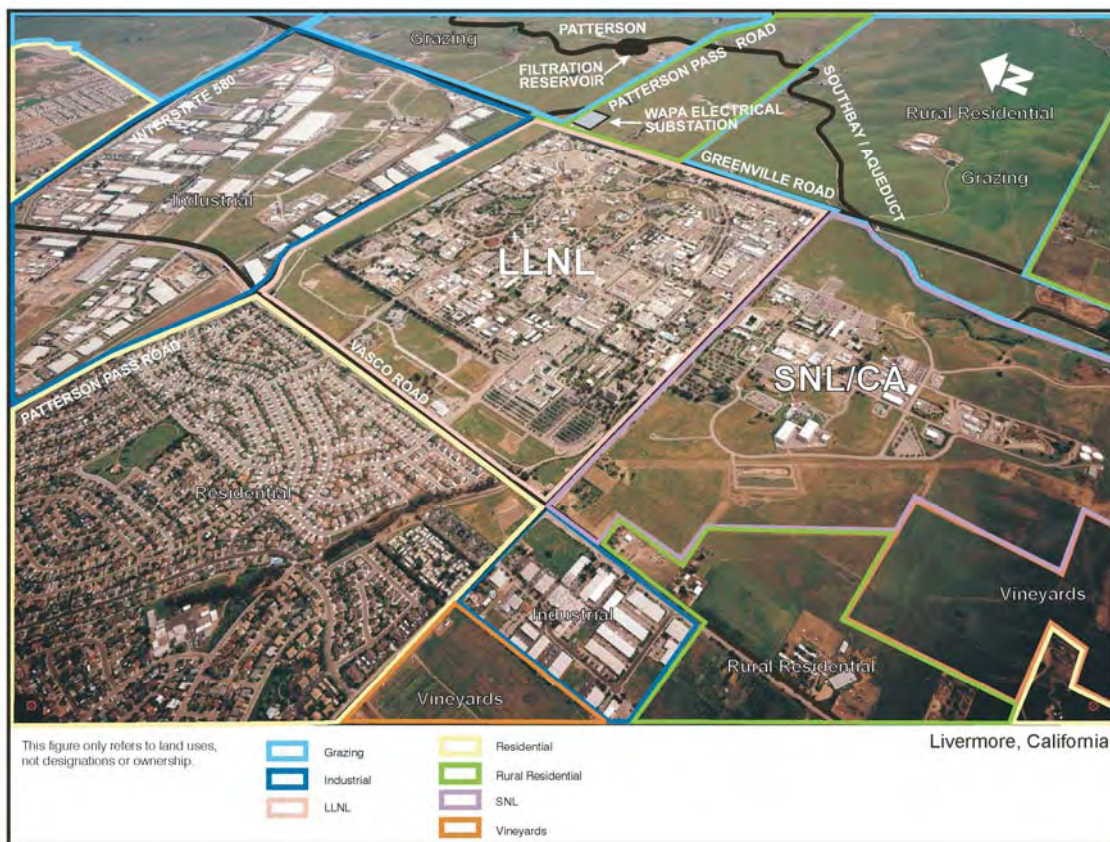 PATTERSON
Grazing
FILTRATION
RESERVOIR
PATTERSON PASS ROAD
N
INTERSTATE 580
SOUTHBAY / AQUEDUCT
Rural Residential
WAPA ELECTRICAL
SUBSTATION
GREENVILLE ROAD
Grazing
Industrial
LLNL
SNL/CA
PATTERSON PASS ROAD
VASCO ROAD
Residential
Industrial
Vineyards
Rural Residential
Vineyards
This figure only refers to land uses,
not designations or ownership.
Grazing
Industrial
LLNL
Residential
Rural Residential
SNL
Vineyards
Livermore, California